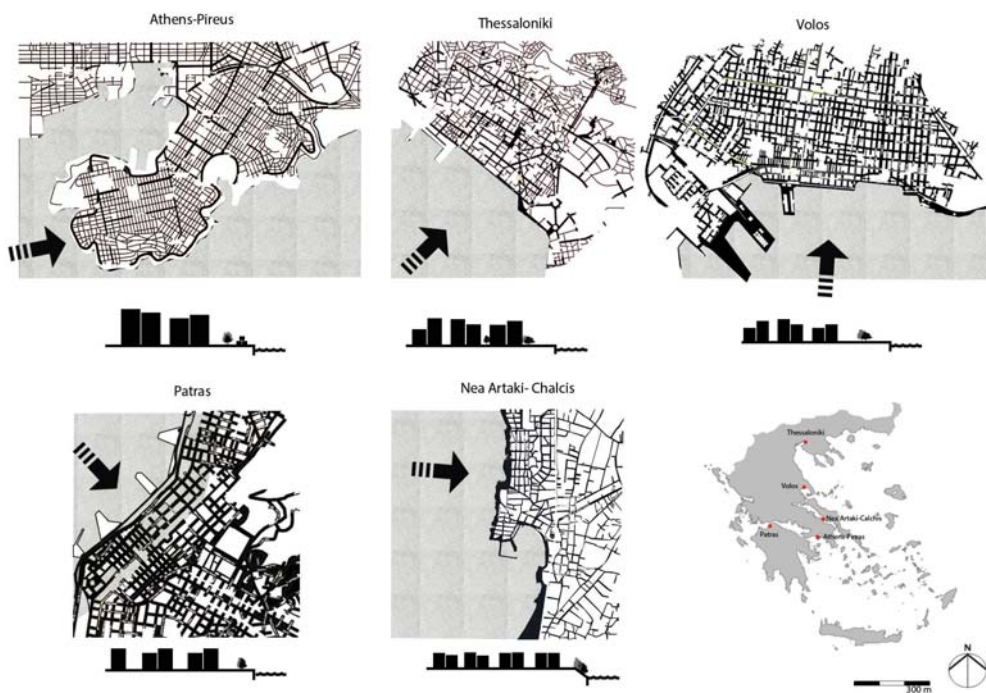 Athens-Pireus
Thessaloniki
Volos
Patras
Nea Artaki- Chalcis
Thessaloniki
Volos
Nea Artaki-Calchis
Patras
Athens-Pireus
300 m